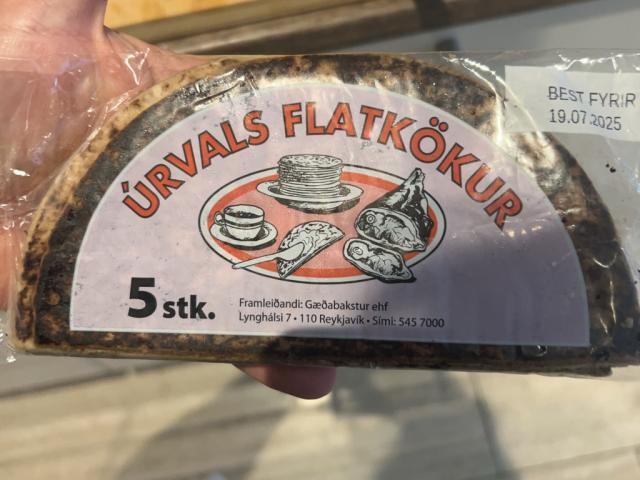 ÚRVALS FLATKÖKUR
BEST FYRIR
19.07.2025
5 stk.
Framleiðandi: Gæðabakstur ehf
Lynghálsi 7 • 110 Reykjavík • Sími: 545 7000